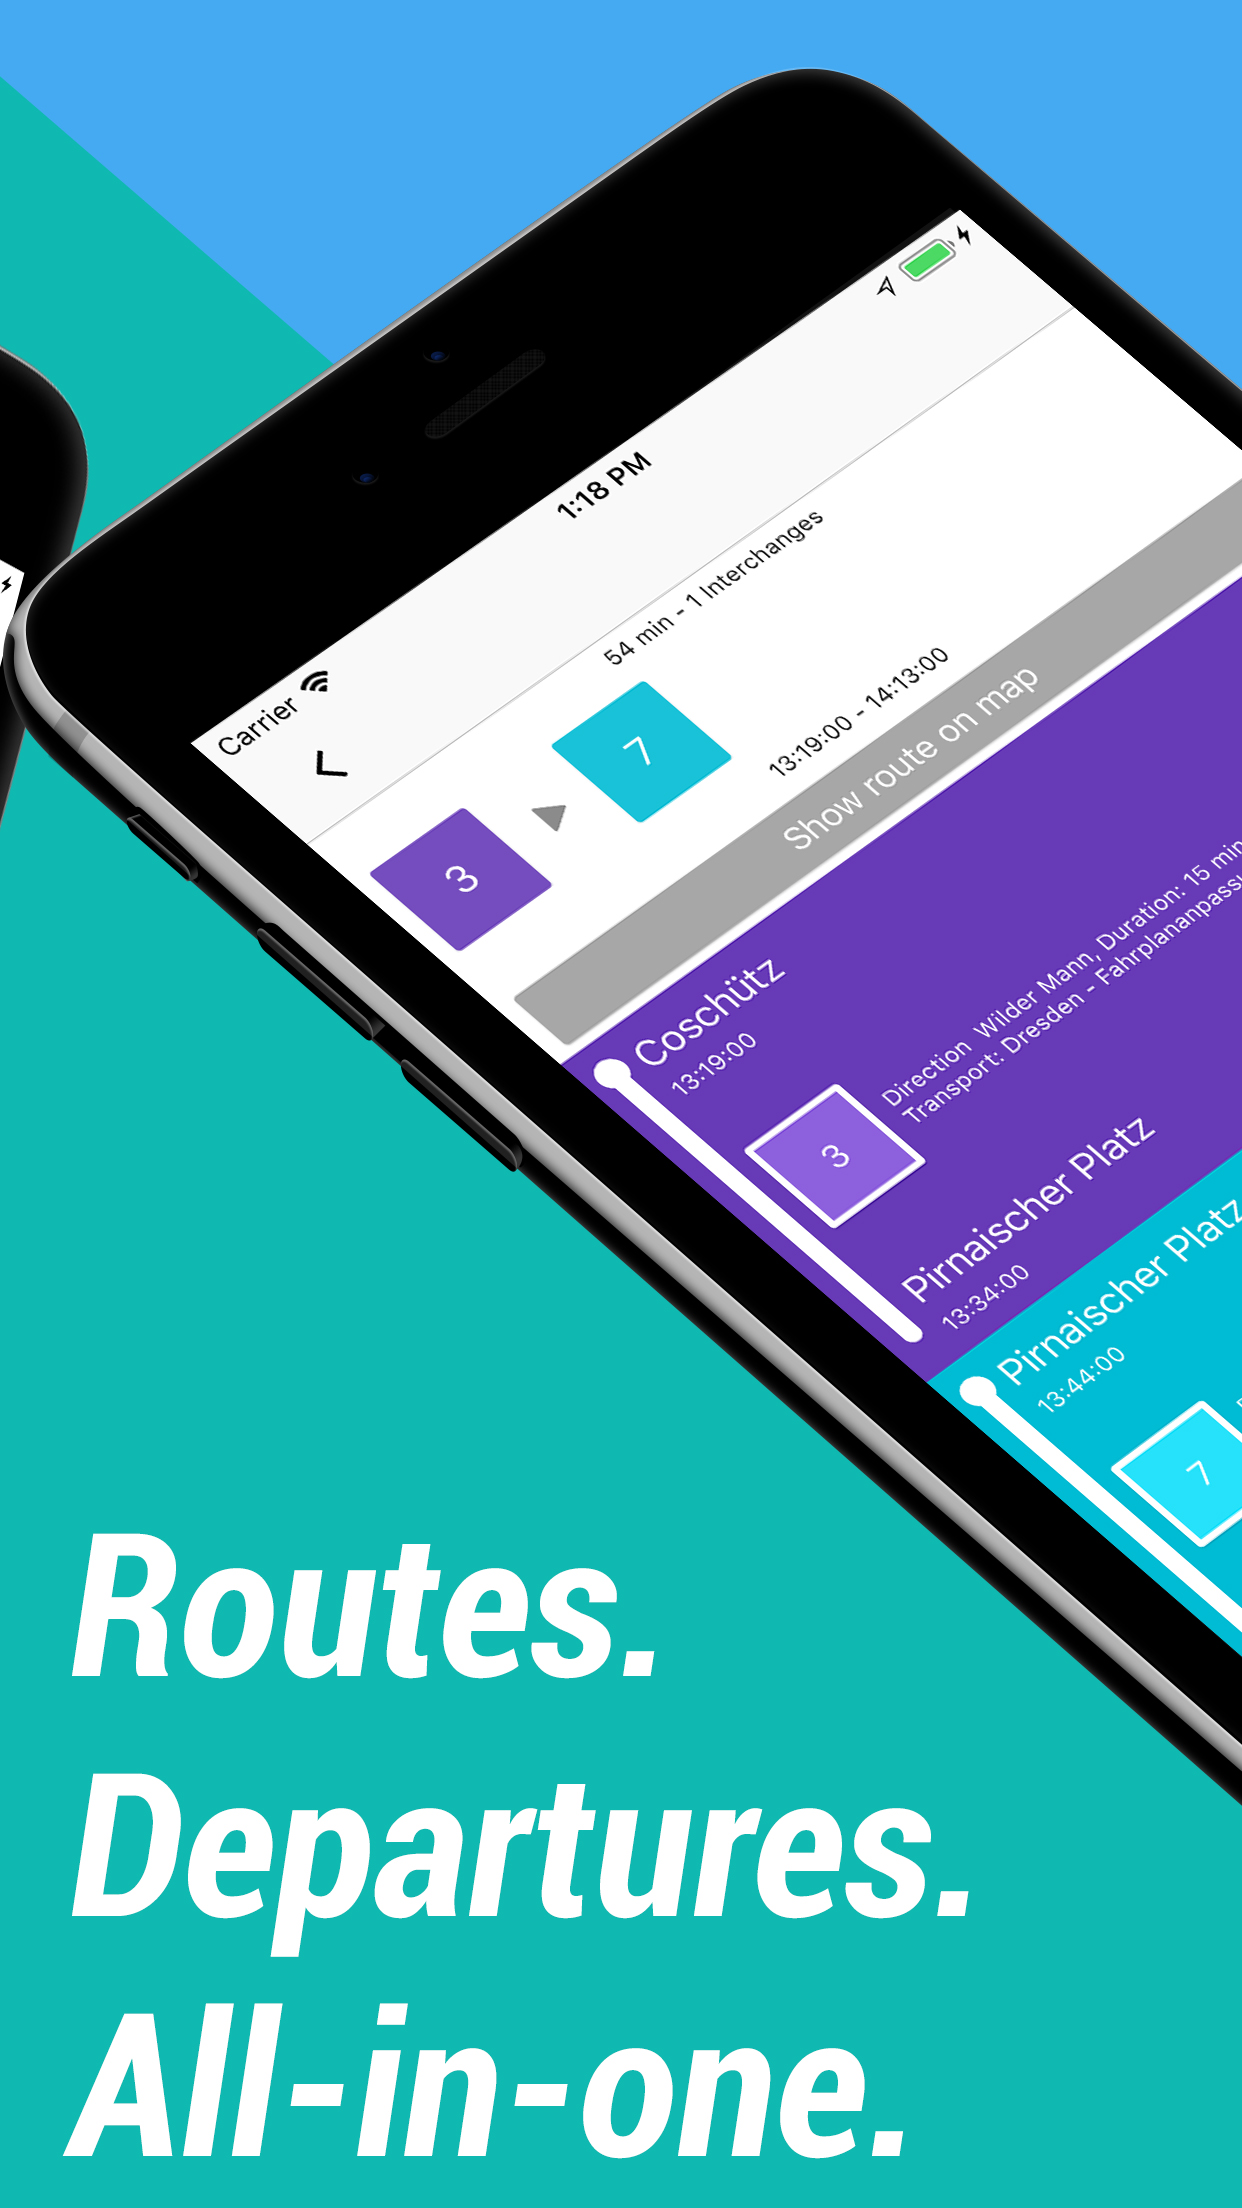 1:18 PM
Carrier
54 min - 1 Interchanges
3
7
13:19:00 - 14:13:00
Show route on map
Coschütz
13:19:00
Direction  Wilder Mann, Duration: 15 min
Transport: Dresden -
3
Pirnaischer Platz
13:34:00
Pirnaischer Platz
13:44:00
7
Routes.
Departures.
All-in-one.